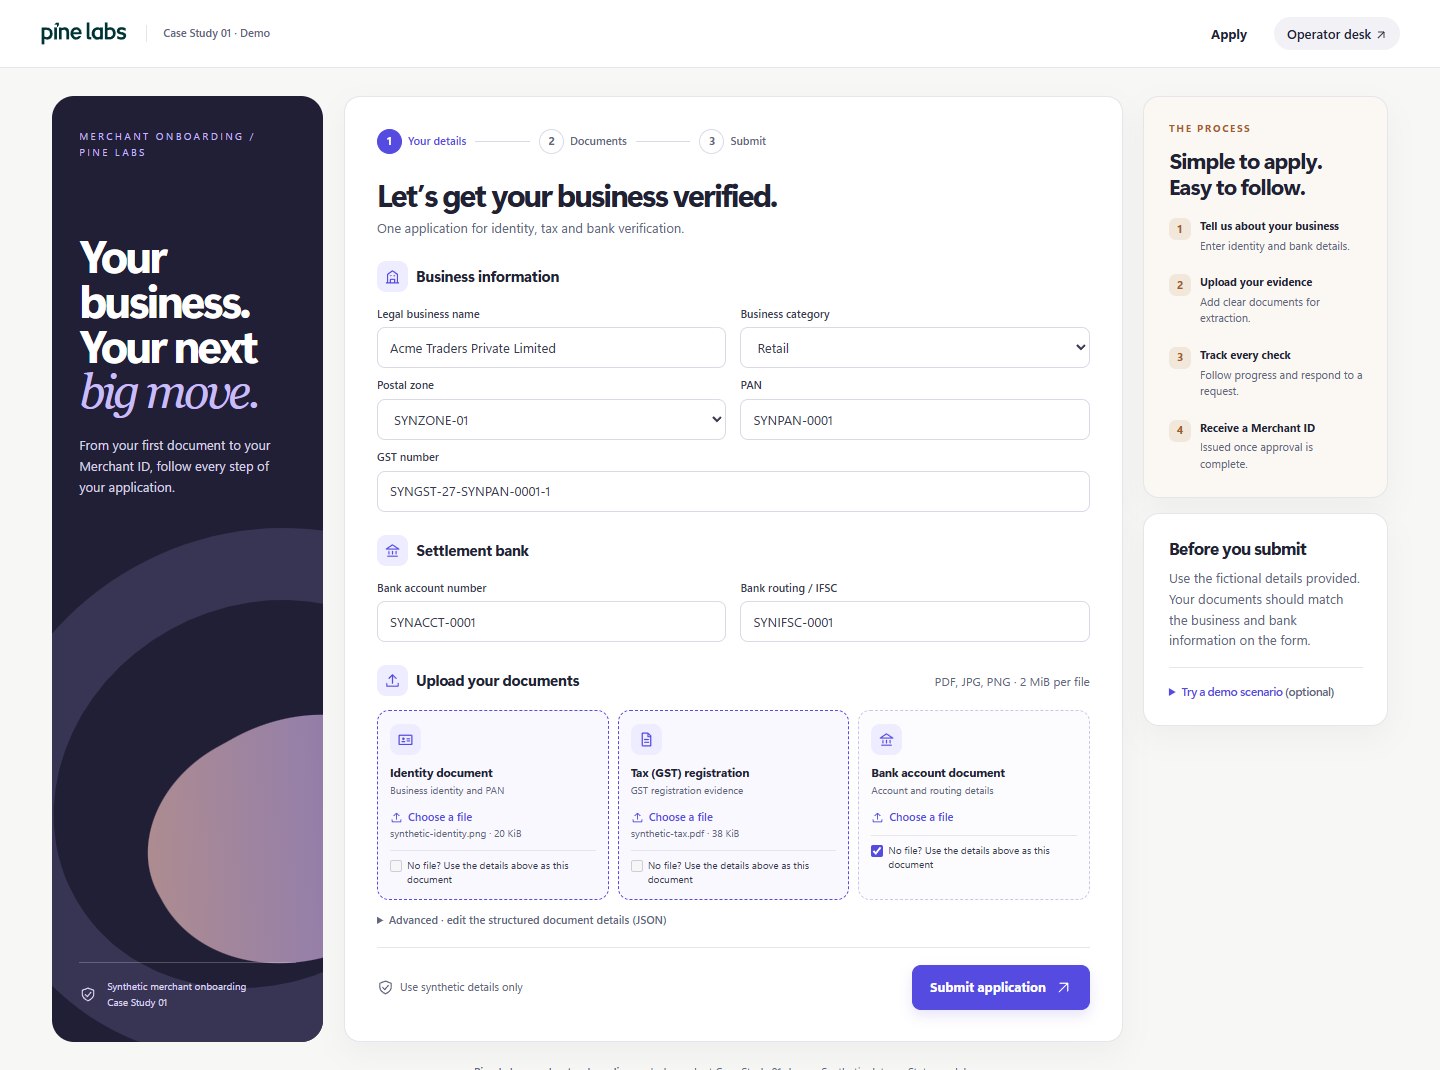 pine labs
Case Study 01 · Demo
Apply
Operator desk
MERCHANT ONBOARDING /
PINE LABS
Your
business.
Your next
big move.
From your first document to your
Merchant ID, follow every step of
your application.
Synthetic merchant onboarding
Case Study 01
1 Your details
2 Documents
3 Submit
Let's get your business verified.
One application for identity, tax and bank verification.
Business information
Legal business name
Acme Traders Private Limited
Business category
Retail
Postal zone
SYNZONE-01
PAN
SYNPAN-0001
GST number
SYNGST-27-SYNPAN-0001-1
Settlement bank
Bank account number
SYNACCT-0001
Bank routing / IFSC
SYNIFSC-0001
Upload your documents
PDF, JPG, PNG · 2 MiB per file
Identity document
Business identity and PAN
Choose a file
synthetic-identity.png · 20 KiB
No file? Use the details above as this
document
Tax (GST) registration
GST registration evidence
Choose a file
synthetic-tax.pdf · 38 KiB
No file? Use the details above as this
document
Bank account document
Account and routing details
Choose a file
No file? Use the details above as this
document
Advanced · edit the structured document details (JSON)
Use synthetic details only
Submit application
THE PROCESS
Simple to apply.
Easy to follow.
1 Tell us about your business
Enter identity and bank details.
2 Upload your evidence
Add clear documents for
extraction.
3 Track every check
Follow progress and respond to a
request.
4 Receive a Merchant ID
Issued once approval is
complete.
Before you submit
Use the fictional details provided.
Your documents should match
the business and bank
information on the form.
Try a demo scenario (optional)